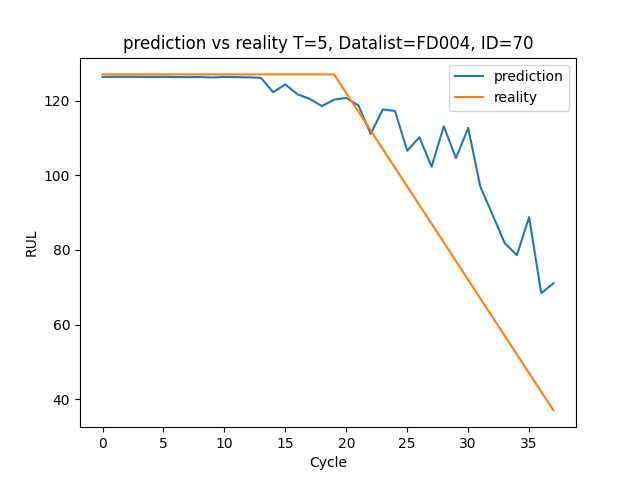 prediction vs reality T=5, Datalist=FD004, ID=70
prediction
reality
RUL
120
100
80
60
40
0 5 10 15 20 25 30 35
Cycle